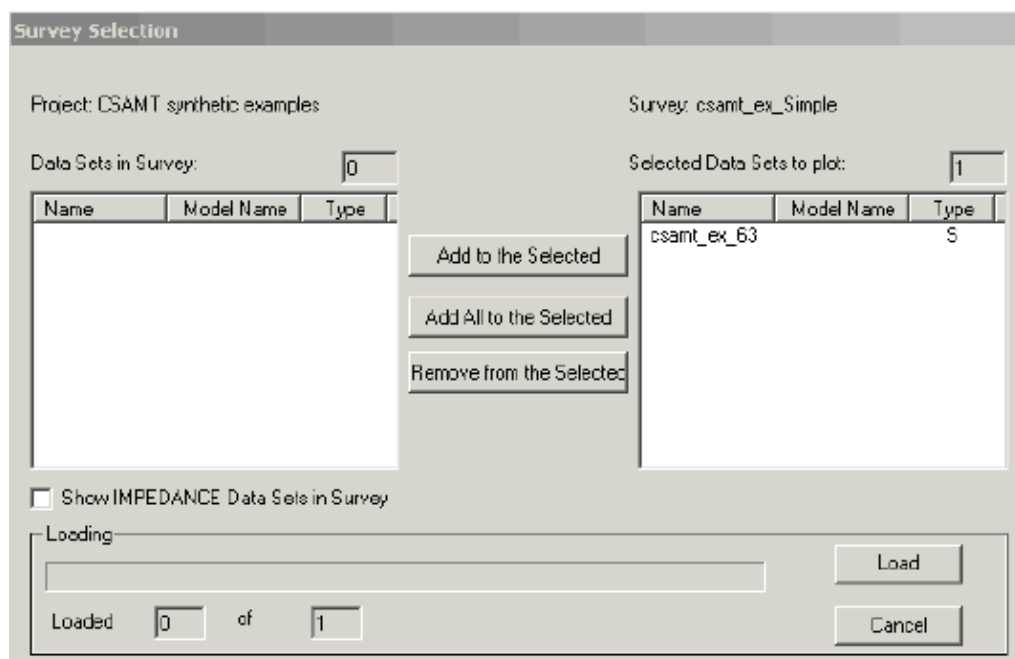 Survey Selection
Project: CSAMT synthetic examples
Survey: csamt_ex_Simple
Data Sets in Survey:
0
Selected Data Sets to plot:
1
Name Model Name Type
Name Model Name Type
csamt_ex_63 S
Add to the Selected
Add All to the Selected
Remove from the Selected
Show IMPEDANCE Data Sets in Survey
Loading
Load
Loaded 0 of 1
Cancel